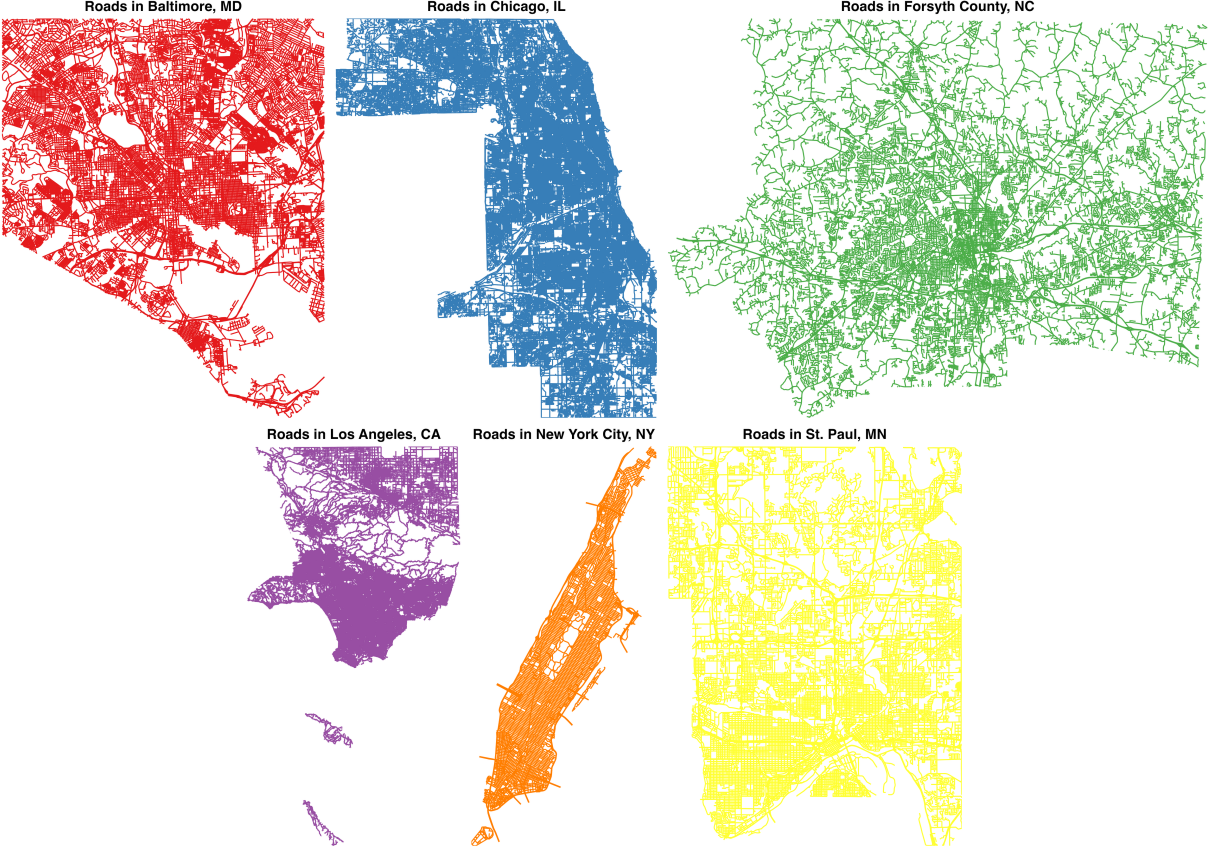 Roads in Baltimore, MD
Roads in Chicago, IL
Roads in Forsyth County, NC
Roads in Los Angeles, CA
Roads in New York City, NY
Roads in St. Paul, MN